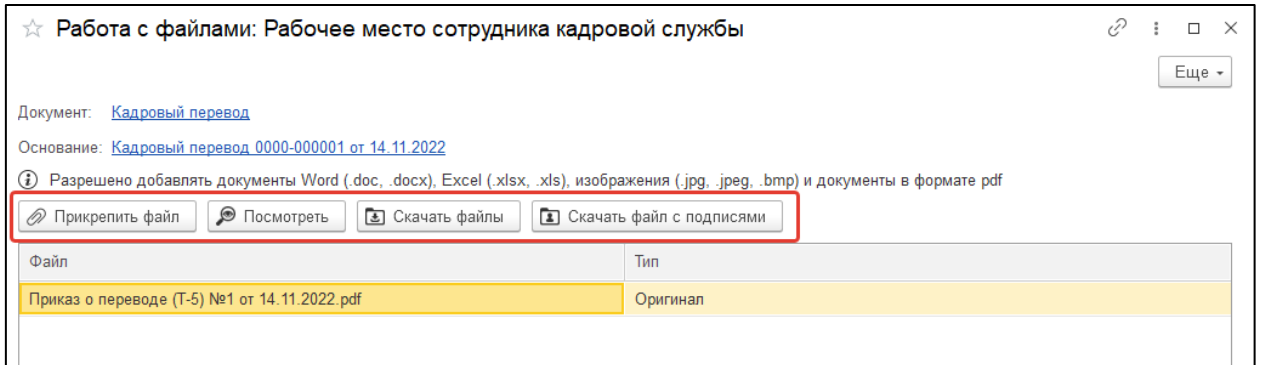 Работа с файлами: Рабочее место сотрудника кадровой службы
Еще
Документ: Кадровый перевод
Основание: Кадровый перевод 0000-000001 от 14.11.2022
Разрешено добавлять документы Word (.doc, .docx), Excel (.xlsx, .xls), изображения (.jpg, .jpeg, .bmp) и документы в формате pdf
Прикрепить файл Посмотреть Скачать файлы Скачать файл с подписями
Файл Тип
Приказ о переводе (Т-5) №1 от 14.11.2022.pdf Оригинал